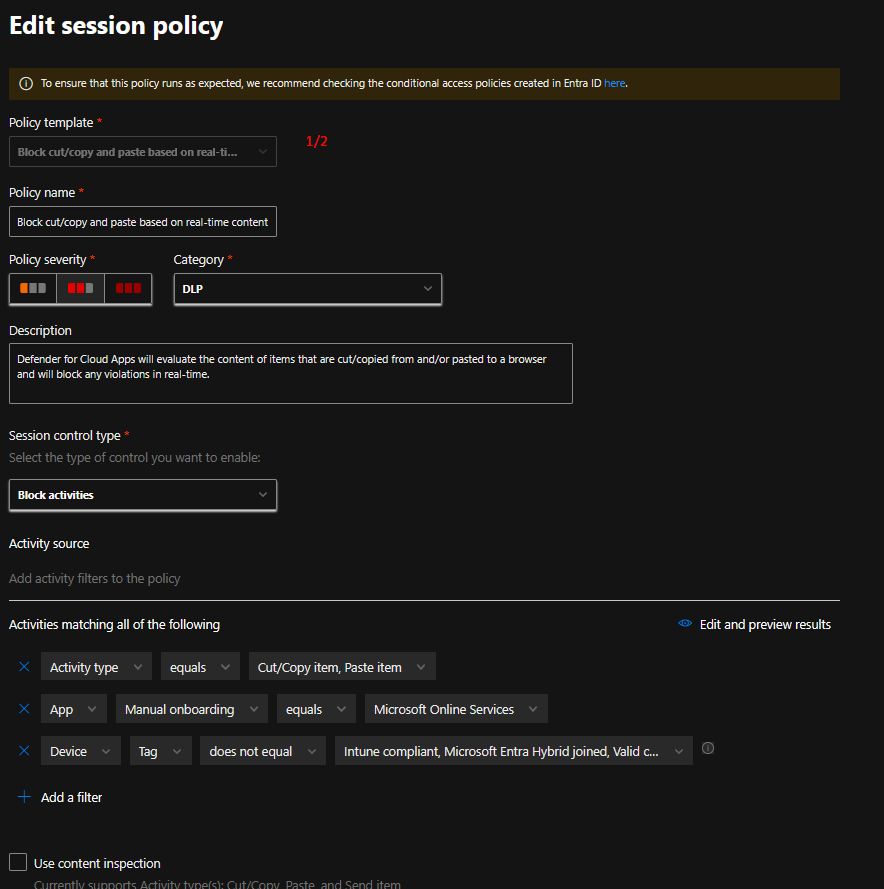 Edit session policy
To ensure that this policy runs as expected, we recommend checking the conditional access policies created in Entra ID here.
Policy template *
1/2
Block cut/copy and paste based on real-ti...
Policy name *
Block cut/copy and paste based on real-time content
Policy severity * Category *
DLP
Description
Defender for Cloud Apps will evaluate the content of items that are cut/copied from and/or pasted to a browser
and will block any violations in real-time.
Session control type *
Select the type of control you want to enable:
Block activities
Activity source
Add activity filters to the policy
Activities matching all of the following Edit and preview results
Activity type equals Cut/Copy item, Paste item
App Manual onboarding equals Microsoft Online Services
Device Tag does not equal Intune compliant, Microsoft Entra Hybrid joined, Valid c...
Add a filter
Use content inspection
Currently supports Activity type(s): Cut/Copy, Paste, and Send item